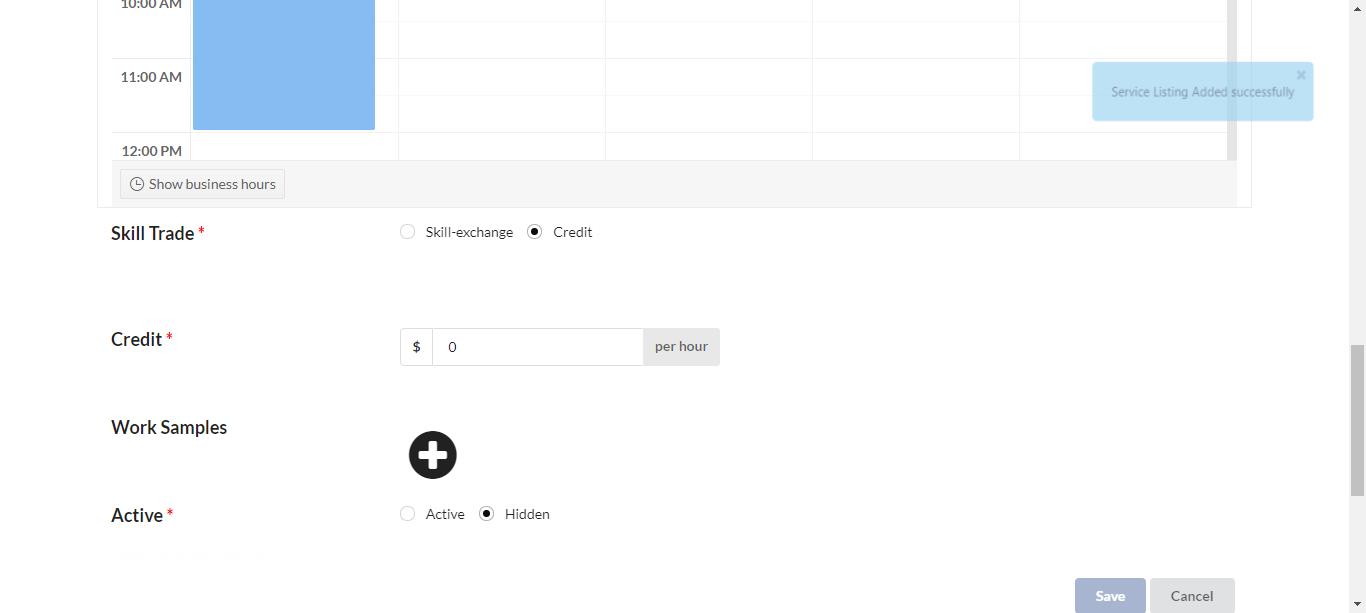 10:00 AM
11:00 AM
Service Listing Added successfully
12:00 PM
Show business hours
Skill Trade *
Skill-exchange
Credit
Credit *
$
0
per hour
Work Samples
Active *
Active
Hidden
Save
Cancel